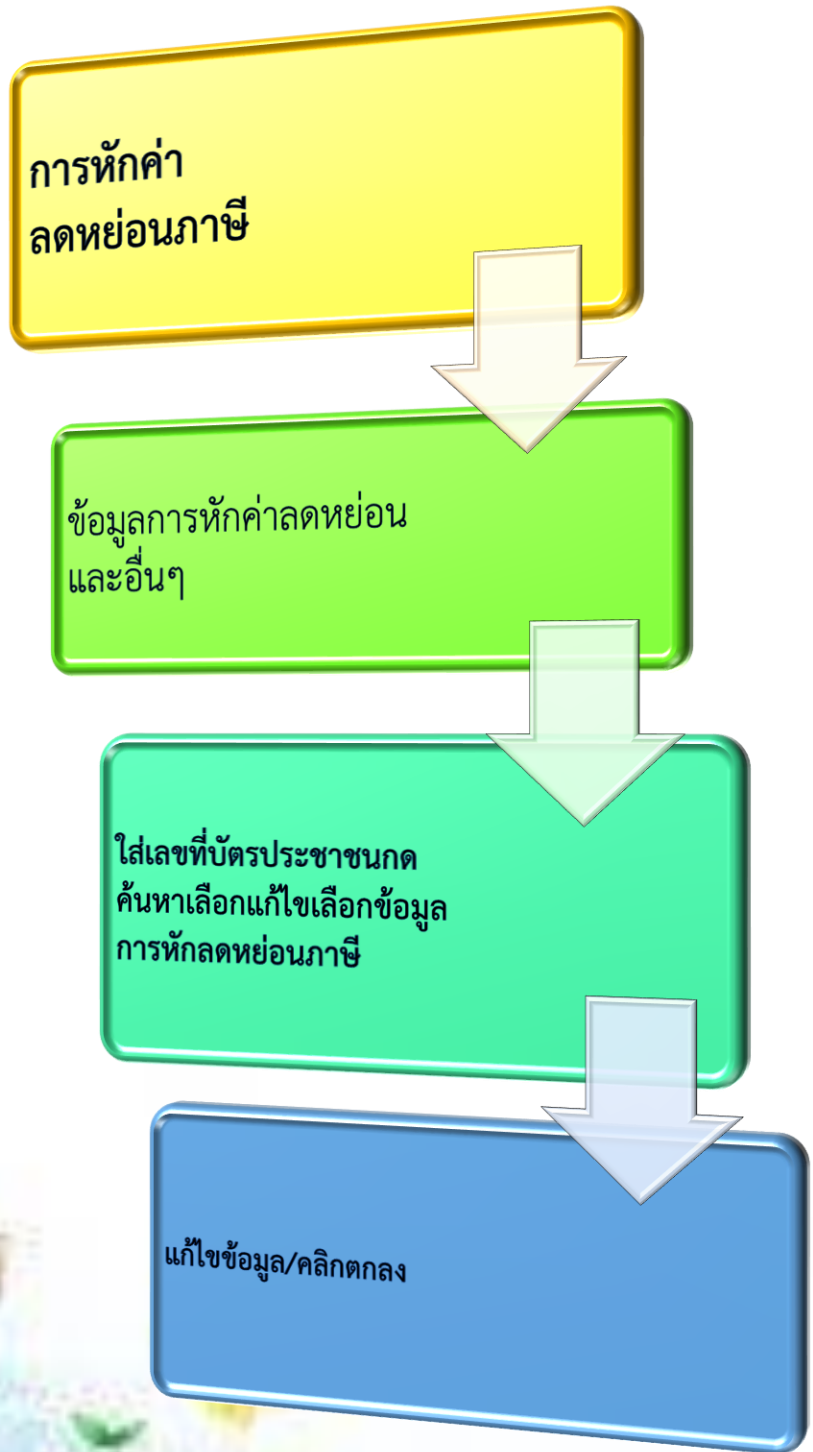 การหักค่า
ลดหย่อนภาษี
ข้อมูลการหักค่าลดหย่อน
และอื่นๆ
ใส่เลขที่บัตรประชาชนกด
ค้นหาเลือกแก้ไขเลือกข้อมูล
การหักลดหย่อนภาษี
แก้ไขข้อมูล/คลิกตกลง